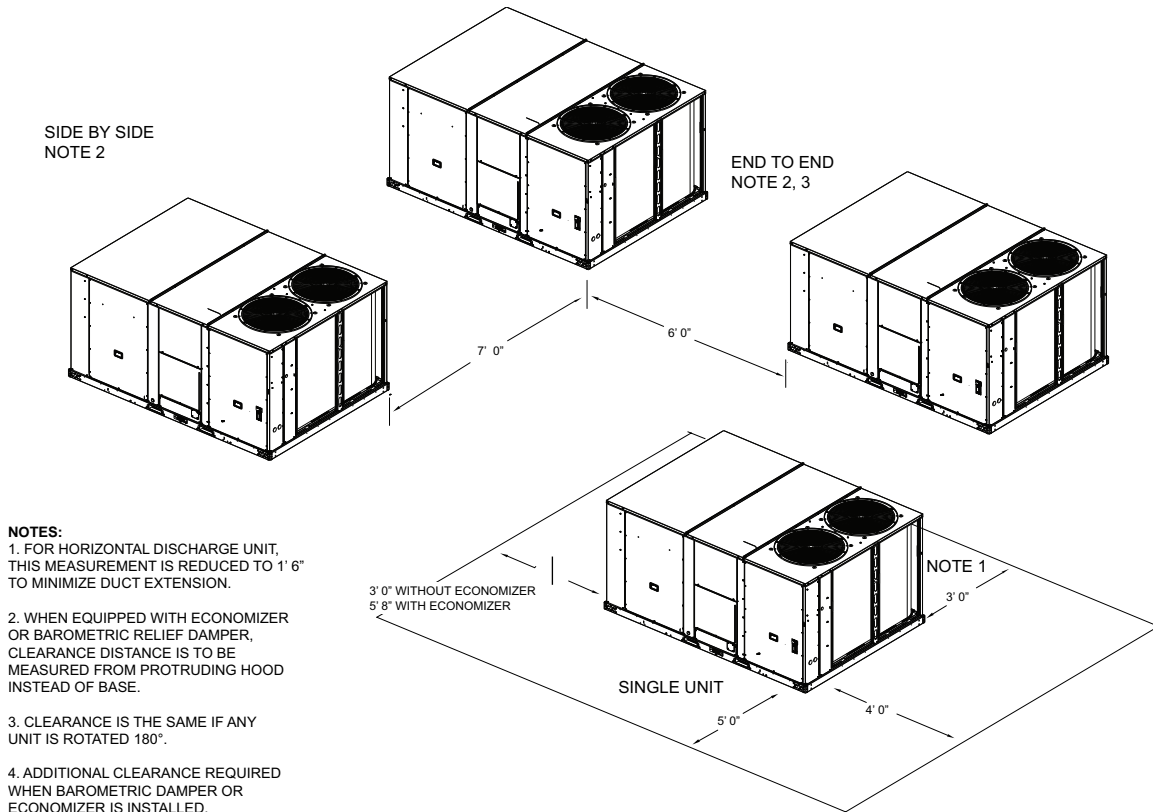 SIDE BY SIDE
NOTE 2
END TO END
NOTE 2, 3
7' 0"
6' 0"
NOTE 1
3' 0"
3' 0" WITHOUT ECONOMIZER
5' 8" WITH ECONOMIZER
SINGLE UNIT
5' 0"
4' 0"
NOTES:
1. FOR HORIZONTAL DISCHARGE UNIT,
THIS MEASUREMENT IS REDUCED TO 1' 6”
TO MINIMIZE DUCT EXTENSION.
2. WHEN EQUIPPED WITH ECONOMIZER
OR BAROMETRIC RELIEF DAMPER,
CLEARANCE DISTANCE IS TO BE
MEASURED FROM PROTRUDING HOOD
INSTEAD OF BASE.
3. CLEARANCE IS THE SAME IF ANY
UNIT IS ROTATED 180°.
4. ADDITIONAL CLEARANCE REQUIRED
WHEN BAROMETRIC DAMPER OR
ECONOMIZER IS INSTALLED.